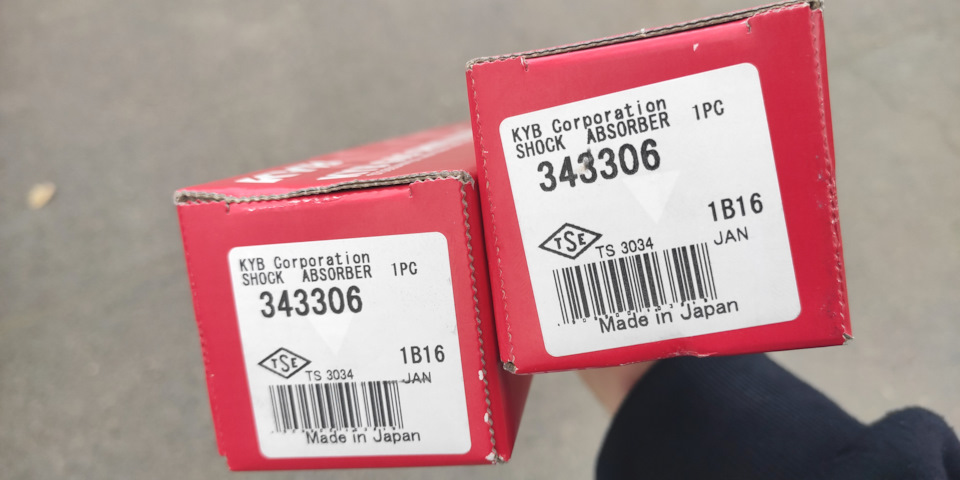 KYB
KYB Corporation
SHOCK ABSORBER 1PC
343306
1B16
TSE
TS 3034
JAN
Made in Japan
KYB Corporation
SHOCK ABSORBER 1PC
343306
1B16
TSE
TS 3034
JAN
Made in Japan